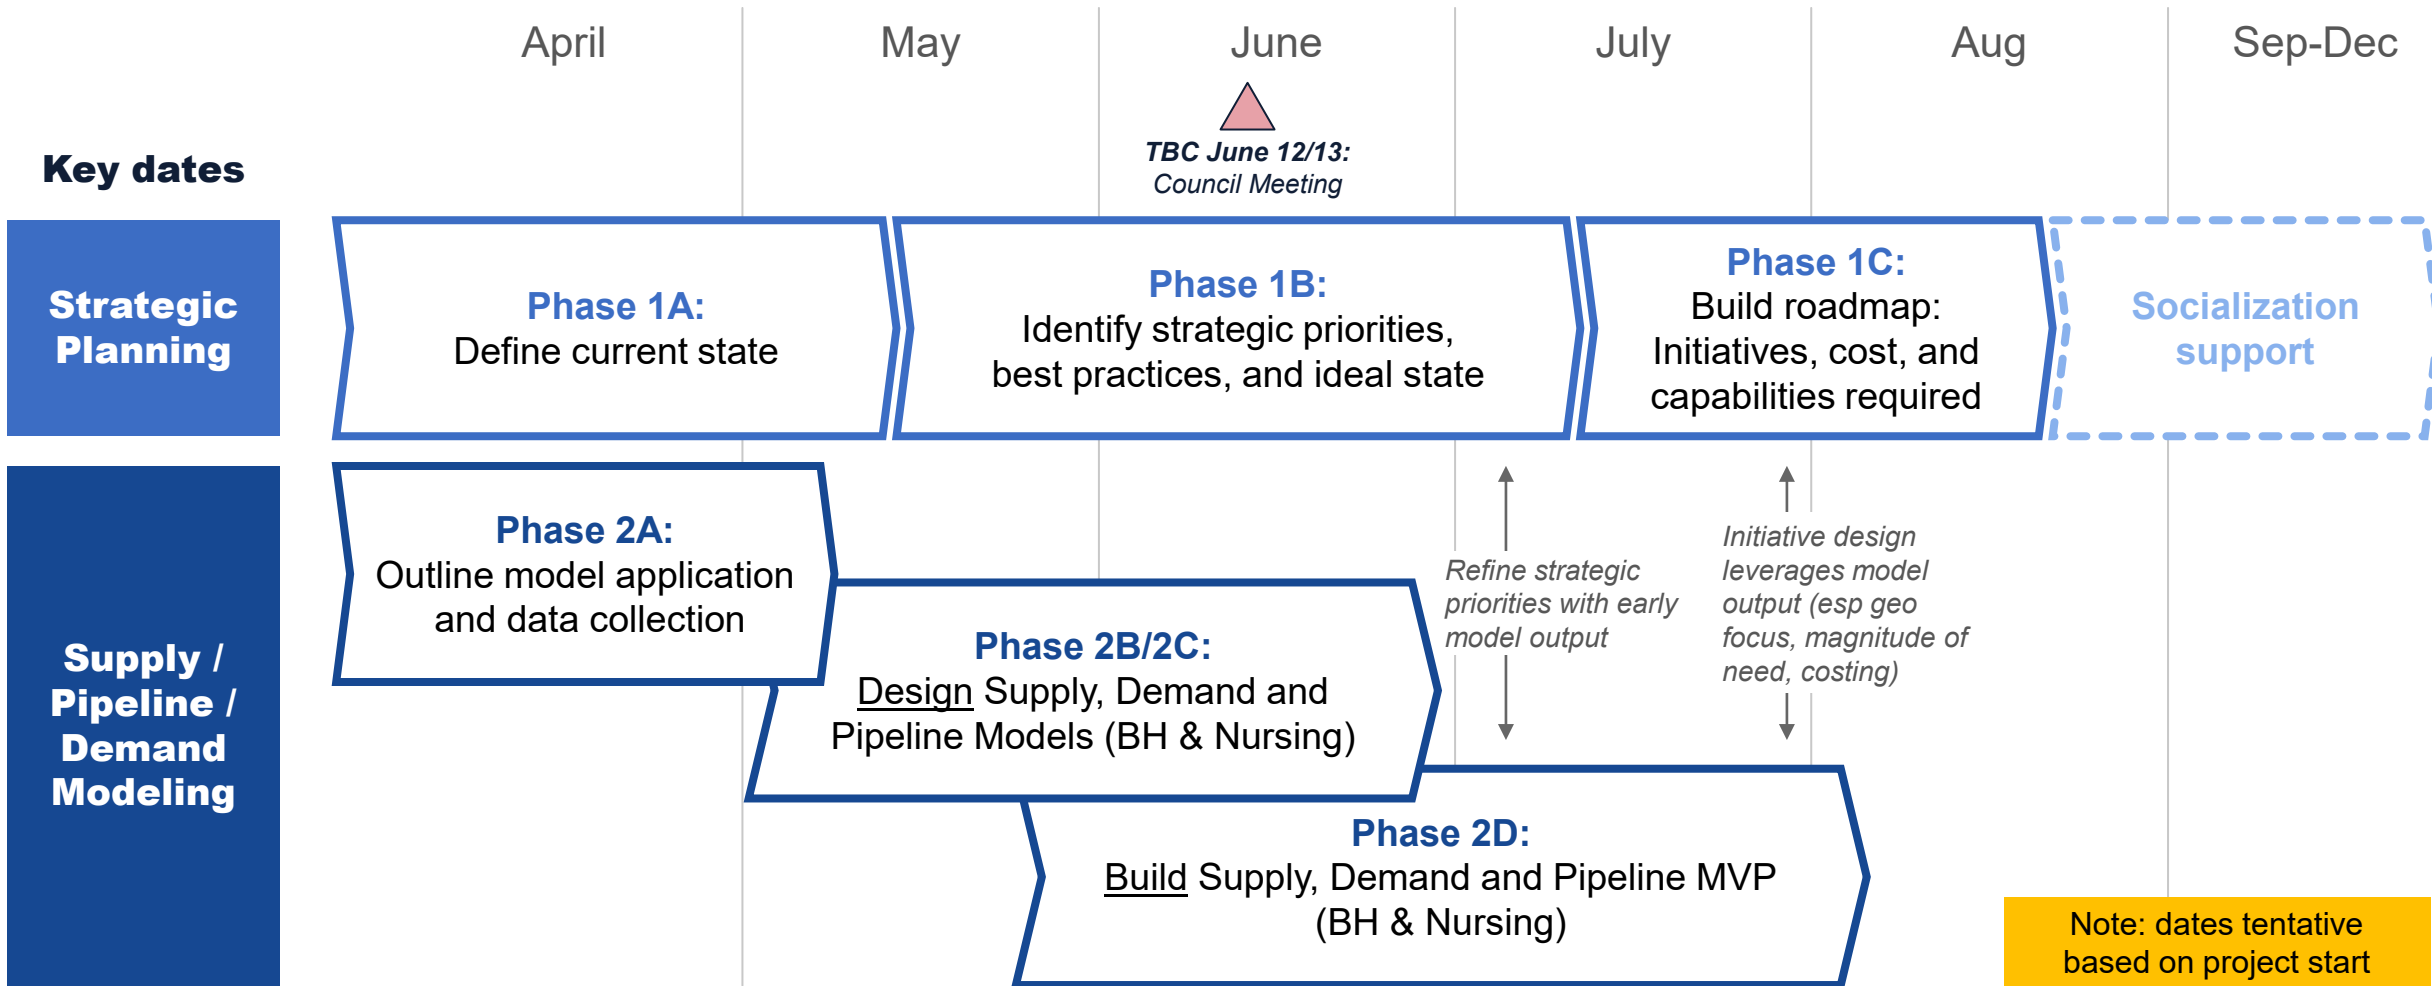 April
May
June
July
Aug
Sep-Dec
Key dates
TBC June 12/13:
Council Meeting
Strategic
Planning
Phase 1A:
Define current state
Phase 1B:
Identify strategic priorities,
best practices, and ideal state
Phase 1C:
Build roadmap:
Initiatives, cost, and
capabilities required
Socialization
support
Supply /
Pipeline /
Demand
Modeling
Phase 2A:
Outline model application
and data collection
Phase 2B/2C:
Design Supply, Demand and
Pipeline Models (BH & Nursing)
Refine strategic
priorities with early
model output
Initiative design
leverages model
output (esp geo
focus, magnitude of
need, costing)
Phase 2D:
Build Supply, Demand and Pipeline MVP
(BH & Nursing)
Note: dates tentative
based on project start